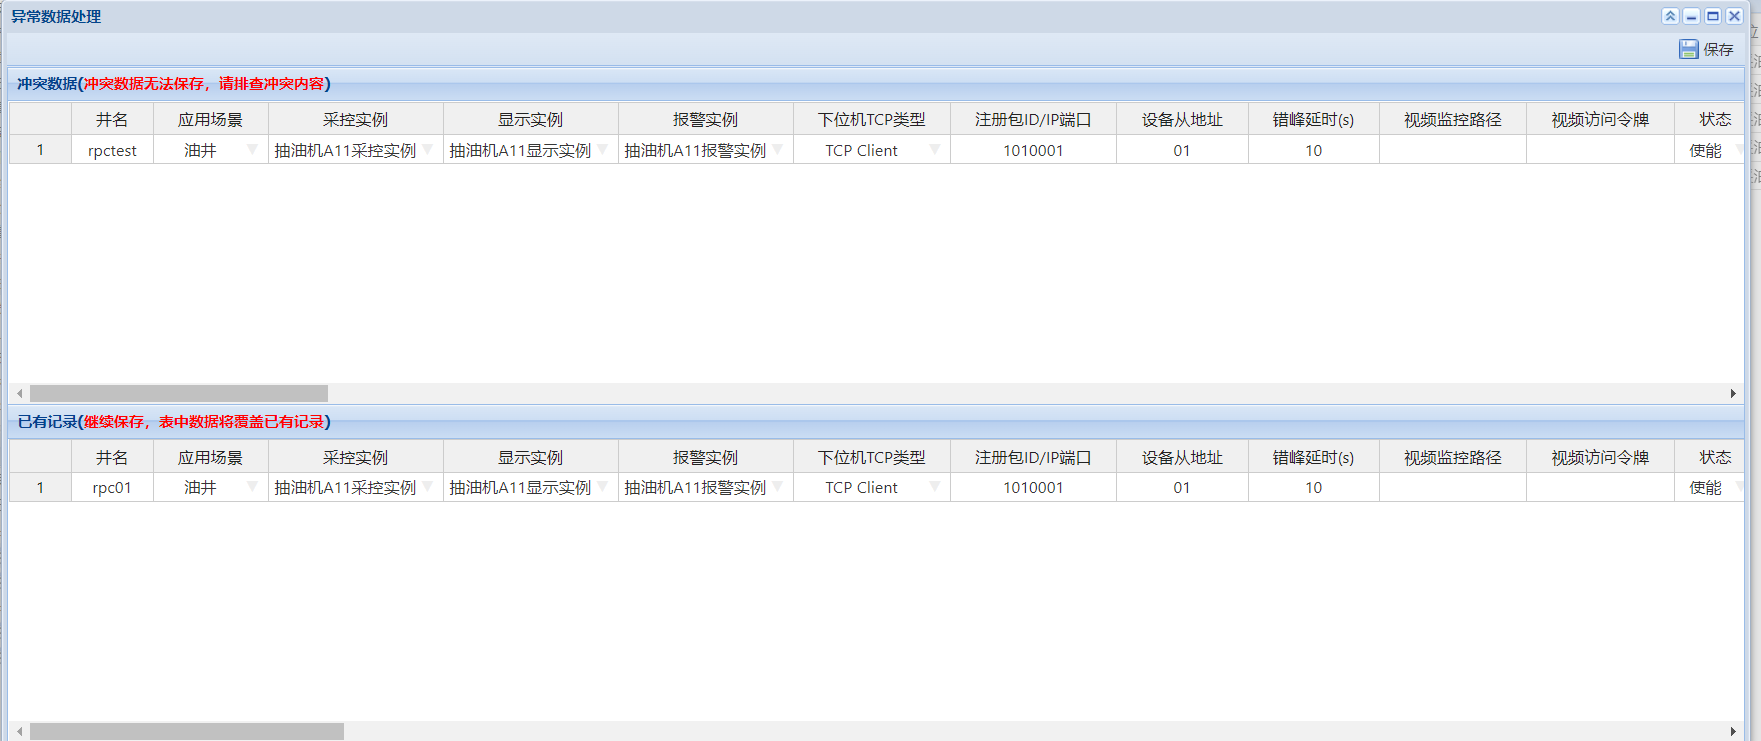 异常数据处理
保存
冲突数据(冲突数据无法保存，请排查冲突内容)
井名 应用场景 采控实例 显示实例 报警实例 下位机TCP类型 注册包ID/IP端口 设备从地址 错峰延时(s) 视频监控路径 视频访问令牌 状态
1 rpctest 油井 抽油机A11采控实例 抽油机A11显示实例 抽油机A11报警实例 TCP Client 1010001 01 10 使能
已有记录(继续保存，表中数据将覆盖已有记录)
井名 应用场景 采控实例 显示实例 报警实例 下位机TCP类型 注册包ID/IP端口 设备从地址 错峰延时(s) 视频监控路径 视频访问令牌 状态
1 rpc01 油井 抽油机A11采控实例 抽油机A11显示实例 抽油机A11报警实例 TCP Client 1010001 01 10 使能